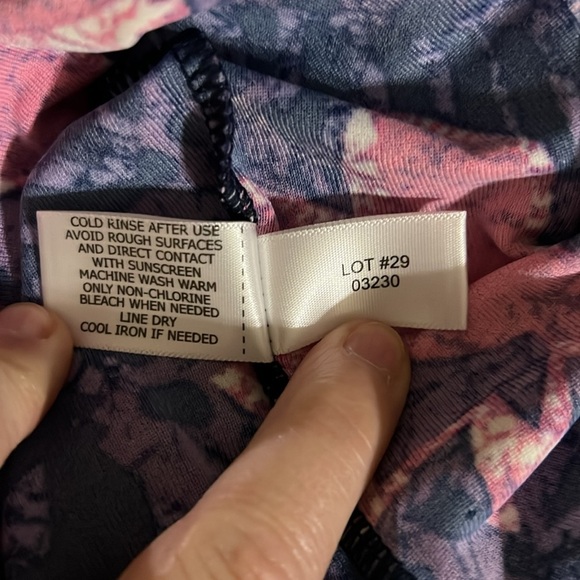 COLD RINSE AFTER USE
AVOID ROUGH SURFACES
AND DIRECT CONTACT
WITH SUNSCREEN
MACHINE WASH WARM
ONLY NON-CHLORINE
BLEACH WHEN NEEDED
LINE DRY
COOL IRON IF NEEDED
LOT #29
03230